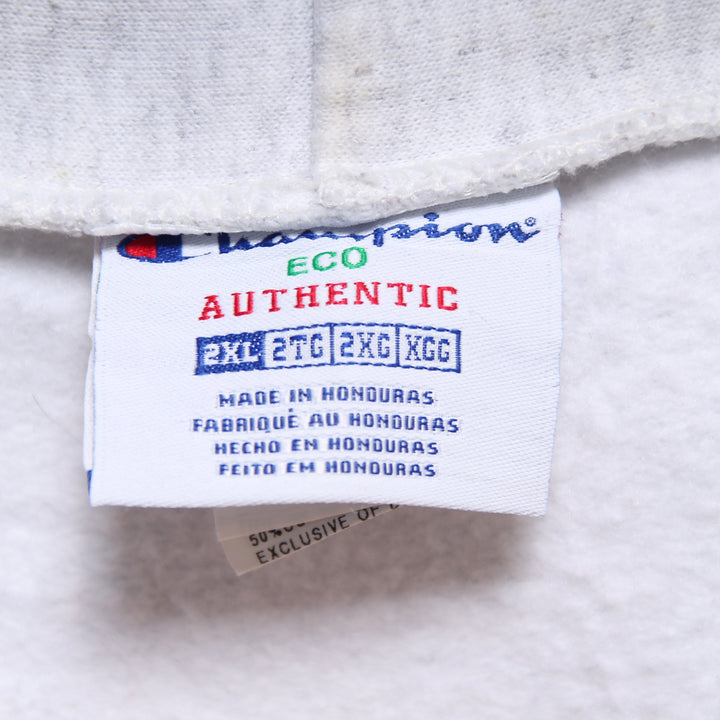 Champion
ECO
AUTHENTIC
2XL 2TG 2XG XGG
MADE IN HONDURAS
FABRIQUÉ AU HONDURAS
HECHO EN HONDURAS
FEITO EM HONDURAS
50%
EXCLUSIVE OF